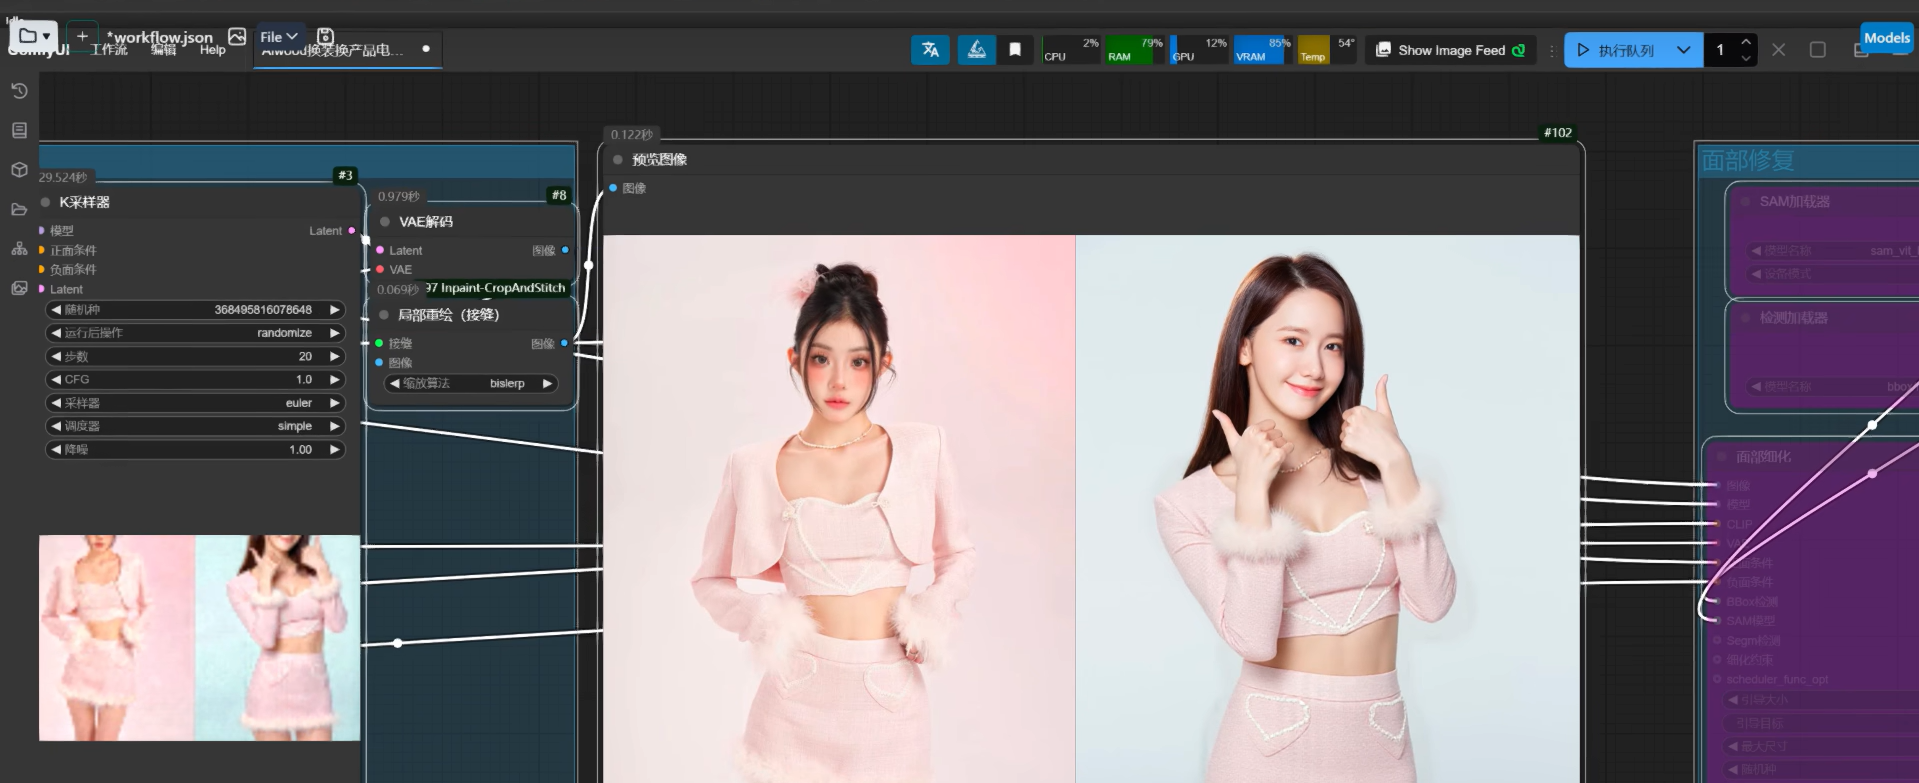 *workflow.json
File
ComfyUI
工作流
编辑
Help
Aiwood换装换产品电...
CPU
2%
RAM
79%
GPU
12%
VRAM
85%
Temp
54°
Show Image Feed
执行队列
1
Models
29.524秒
#3
K采样器
模型
Latent
正面条件
负面条件
Latent
随机种
368495816078648
运行后操作
randomize
步数
20
CFG
1.0
采样器
euler
调度器
simple
降噪
1.00
0.979秒
#8
VAE解码
Latent
图像
VAE
0.069秒
97 Inpaint-CropAndStitch
局部重绘（接缝）
接缝
图像
图像
缩放算法
bislerp
0.122秒
#102
预览图像
图像
面部修复
SAM加载器
模型名称
sam_vit_
设备模式
检测加载器
模型名称
bbox
面部细化
图像
模型
CLIP
VA
面条件
负面条件
BBox检测
SAM模型
Segm检测
细化约束
scheduler_func_opt
引导大小
引导目标
最大尺寸
随机种